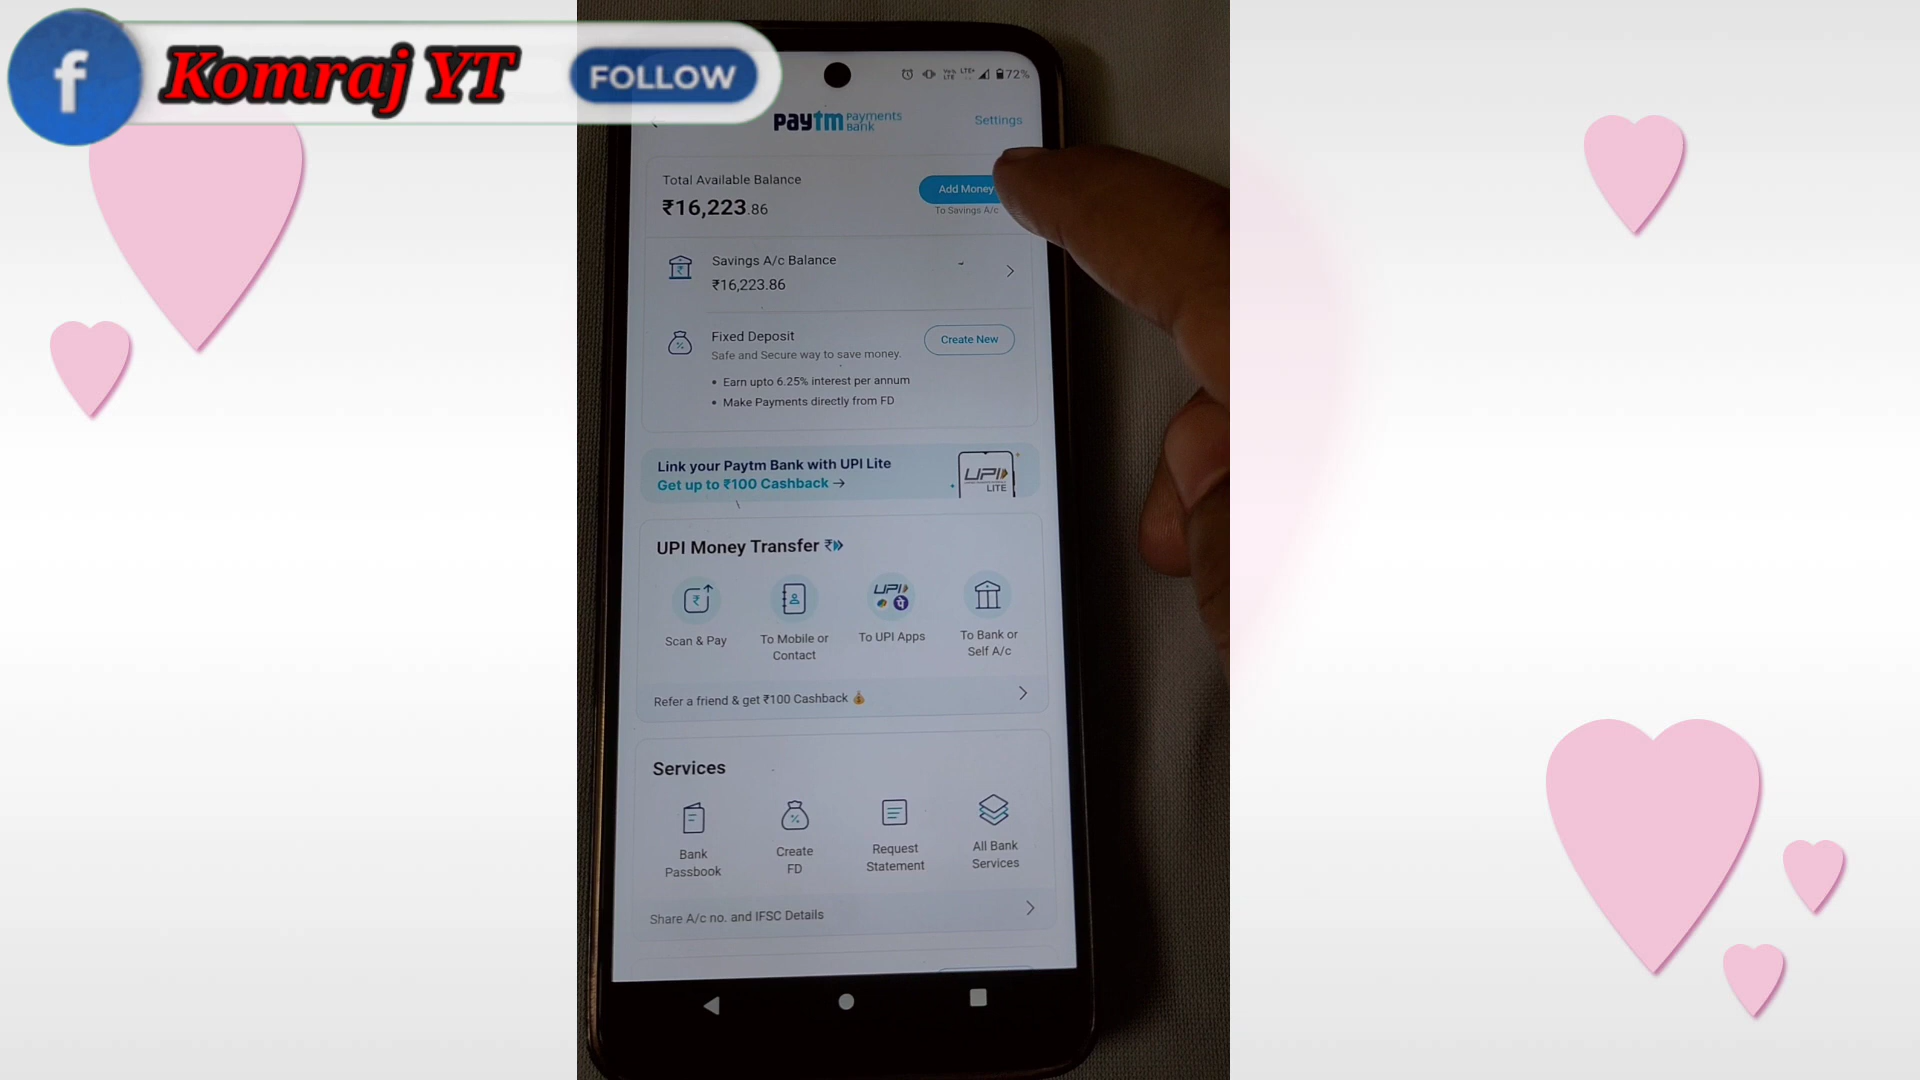 f Komraj YT FOLLOW
LTE+ 72%
paytm Payments Bank
Settings
Total Available Balance
₹16,223.86
Add Money
To Savings A/c
Savings A/c Balance
₹16,223.86
Fixed Deposit
Create New
Safe and Secure way to save money.
• Earn upto 6.25% interest per annum
• Make Payments directly from FD
Link your Paytm Bank with UPI Lite
Get up to ₹100 Cashback →
UPI
LITE
UPI Money Transfer
Scan & Pay
To Mobile or
Contact
UPI
To UPI Apps
To Bank or
Self A/c
Refer a friend & get ₹100 Cashback
Services
Bank
Passbook
Create
FD
Request
Statement
All Bank
Services
Share A/c no. and IFSC Details